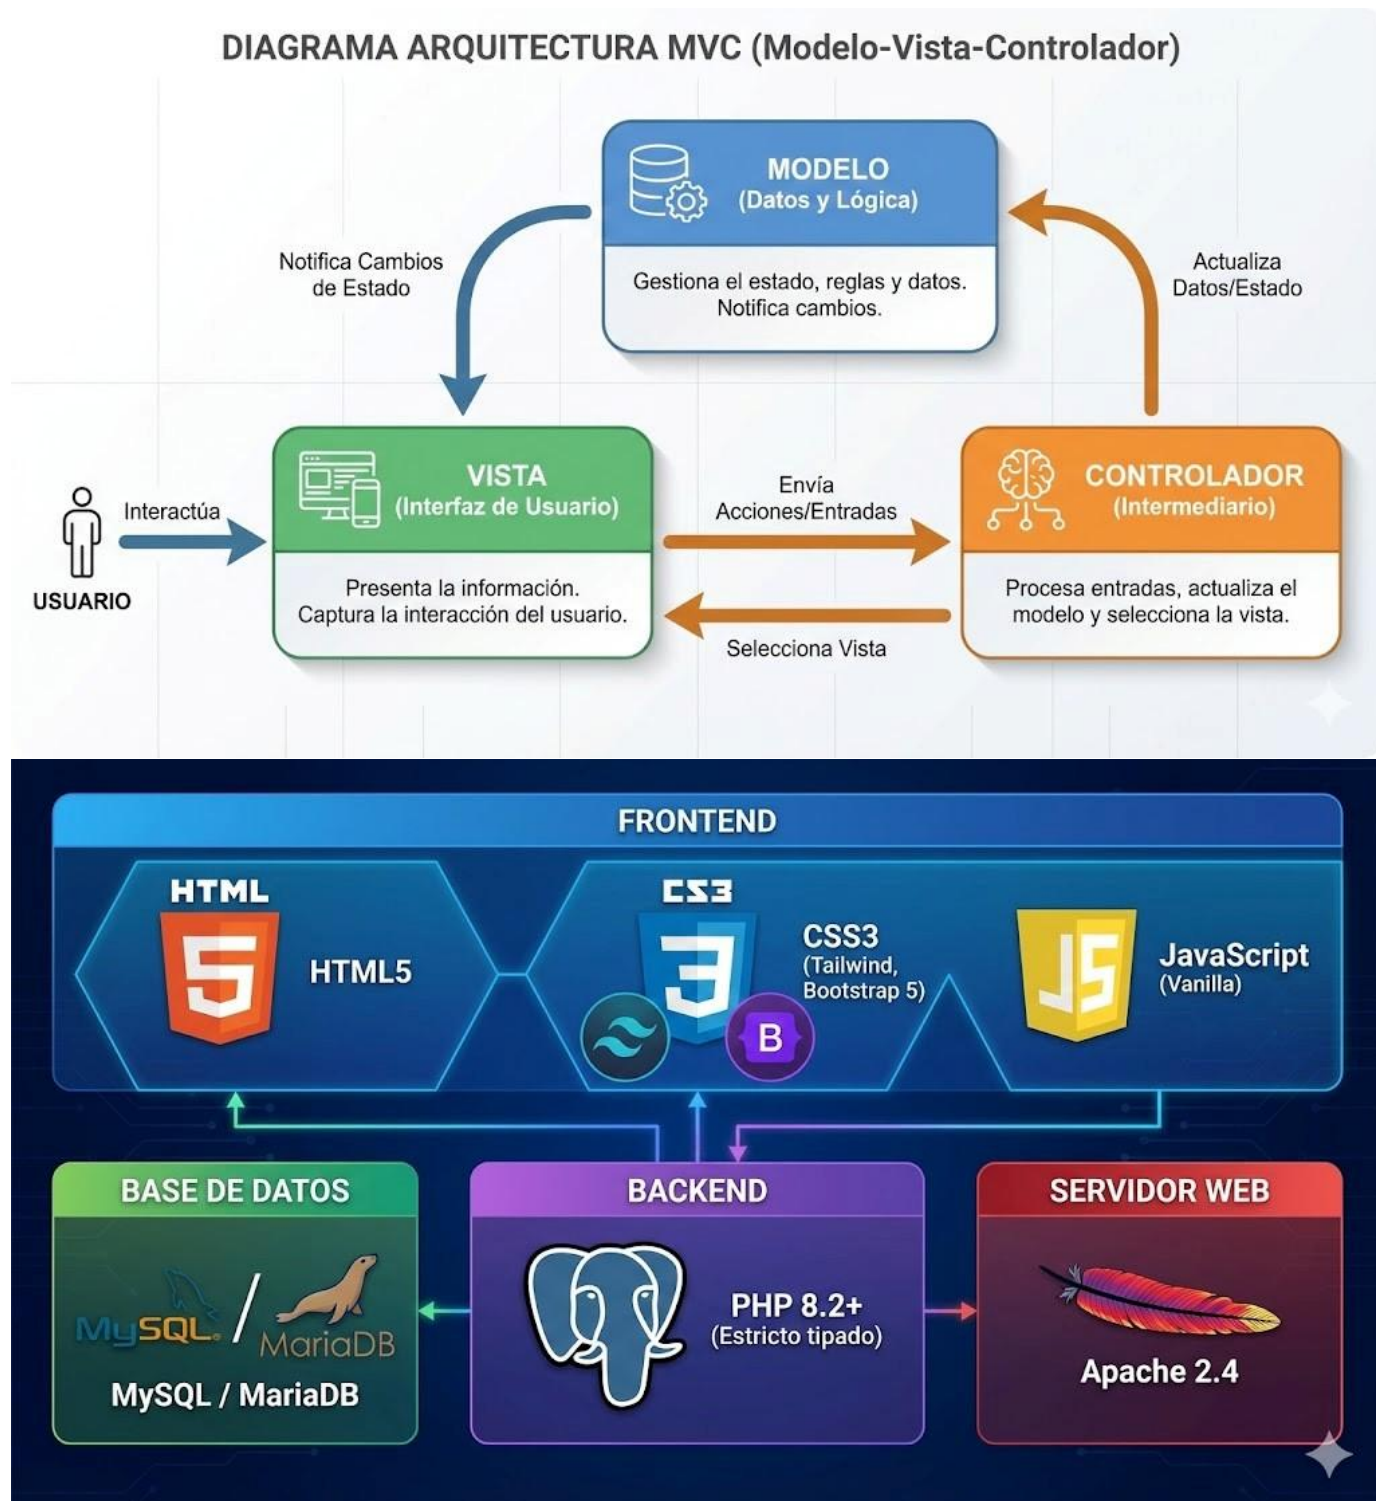 DIAGRAMA ARQUITECTURA MVC (Modelo-Vista-Controlador)
MODELO
(Datos y Lógica)
Gestiona el estado, reglas y datos.
Notifica cambios.
Notifica Cambios
de Estado
Actualiza
Datos/Estado
USUARIO
Interactúa
VISTA
(Interfaz de Usuario)
Presenta la información.
Captura la interacción del usuario.
Envía
Acciones/Entradas
Selecciona Vista
CONTROLADOR
(Intermediario)
Procesa entradas, actualiza el
modelo y selecciona la vista.
FRONTEND
HTML
5
HTML5
CS3
3
CSS3
(Tailwind,
Bootstrap 5)
B
JS
JavaScript
(Vanilla)
BASE DE DATOS
MySQL
/
MariaDB
MySQL / MariaDB
BACKEND
PHP 8.2+
(Estricto tipado)
SERVIDOR WEB
Apache 2.4